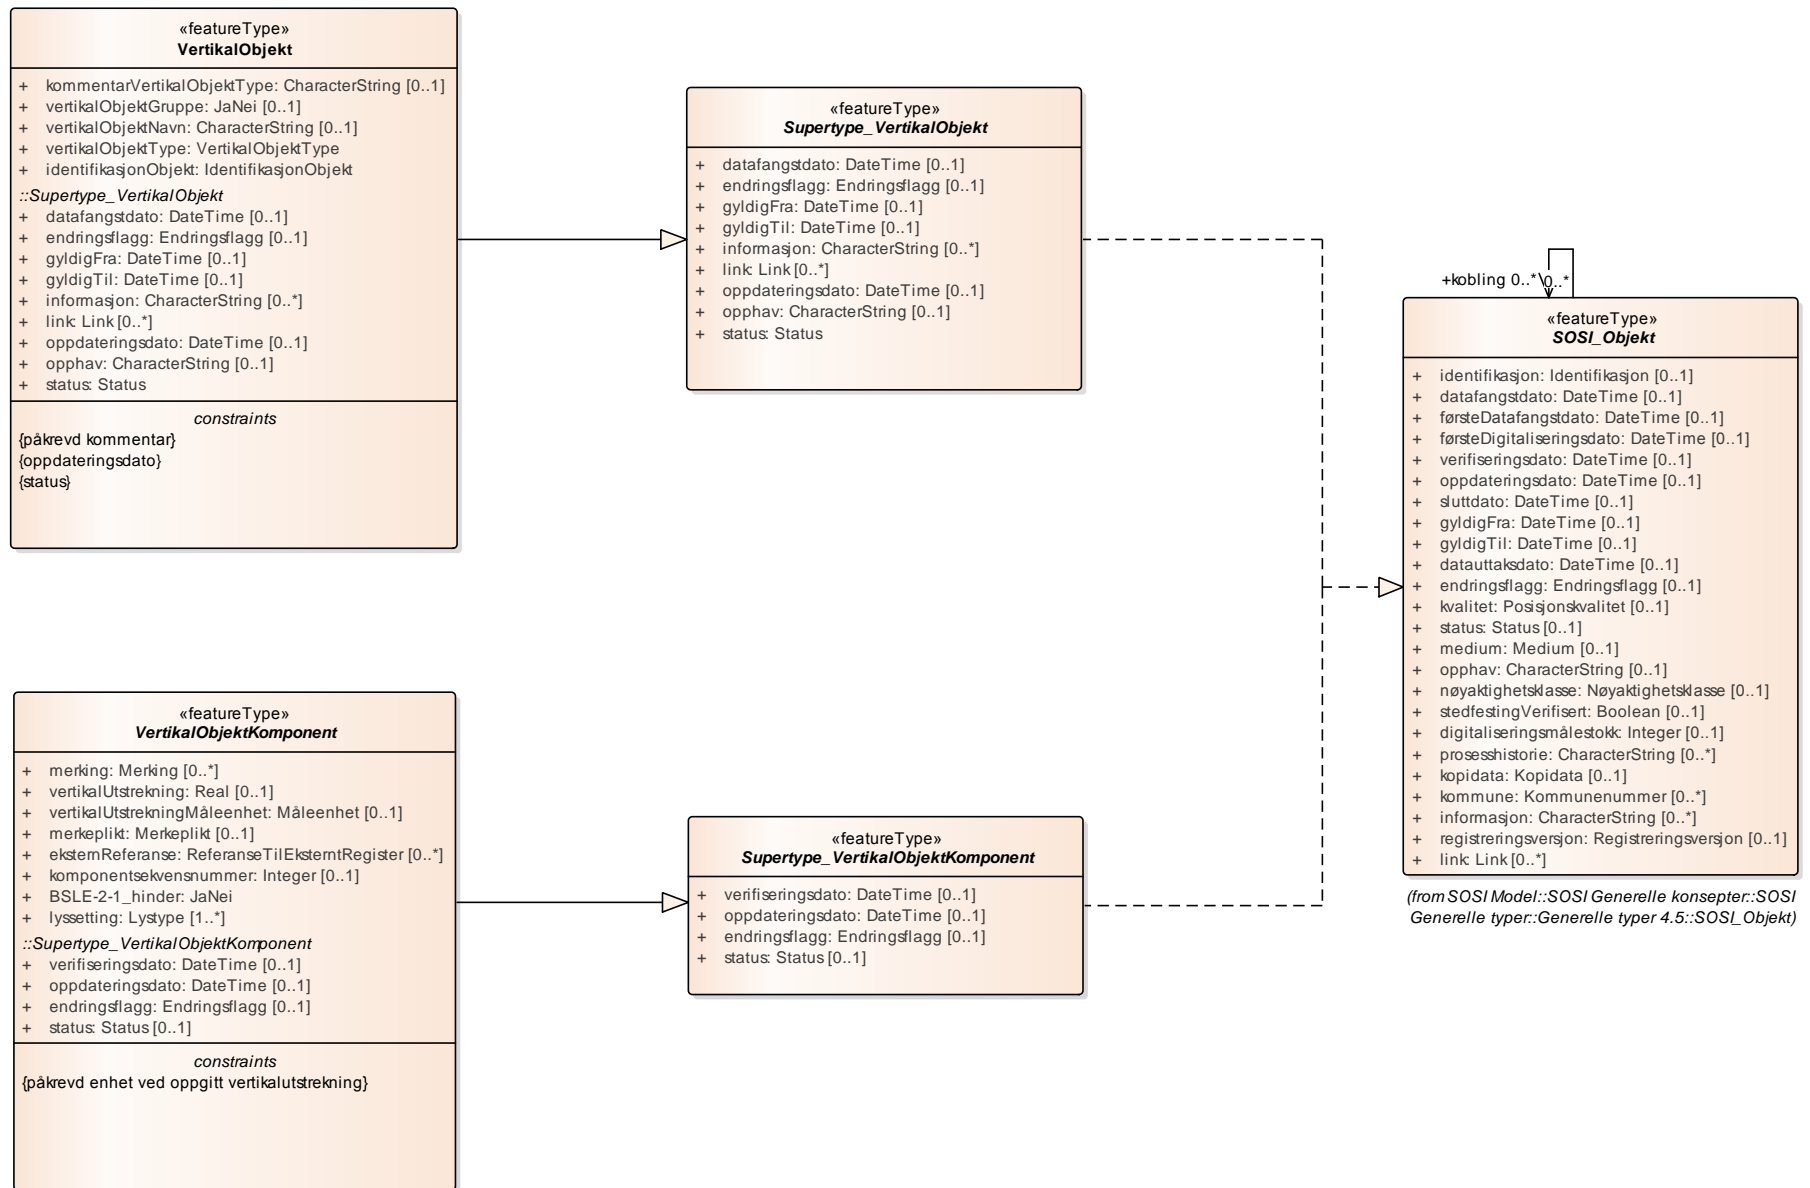 «featureType»
VertikalObjekt
+ kommentarVertikalObjektType: CharacterString [0..1]
+ vertikalObjektGruppe: JaNei [0..1]
+ vertikalObjektNavn: CharacterString [0..1]
+ vertikalObjektType: VertikalObjektType
+ identifikasjonObjekt: IdentifikasjonObjekt
::Supertype_VertikalObjekt
+ datafangstdato: DateTime [0..1]
+ endringsflagg: Endringsflagg [0..1]
+ gyldigFra: DateTime [0..1]
+ gyldigTil: DateTime [0..1]
+ informasjon: CharacterString [0..*]
+ link: Link [0..*]
+ oppdateringsdato: DateTime [0..1]
+ opphav: CharacterString [0..1]
+ status: Status
constraints
{påkrevd kommentar}
{oppdateringsdato}
{status}
«featureType»
Supertype_VertikalObjekt
+ datafangstdato: DateTime [0..1]
+ endringsflagg: Endringsflagg [0..1]
+ gyldigFra: DateTime [0..1]
+ gyldigTil: DateTime [0..1]
+ informasjon: CharacterString [0..*]
+ link: Link [0..*]
+ oppdateringsdato: DateTime [0..1]
+ opphav: CharacterString [0..1]
+ status: Status
+kobling 0..* \0..*
«featureType»
SOSI_Objekt
+ identifikasjon: Identifikasjon [0..1]
+ datafangstdato: DateTime [0..1]
+ førsteDatafangstdato: DateTime [0..1]
+ førsteDigitaliseringsdato: DateTime [0..1]
+ verifiseringsdato: DateTime [0..1]
+ oppdateringsdato: DateTime [0..1]
+ sluttdato: DateTime [0..1]
+ gyldigFra: DateTime [0..1]
+ gyldigTil: DateTime [0..1]
+ datauttaksdato: DateTime [0..1]
+ endringsflagg: Endringsflagg [0..1]
+ kvalitet: Posisjonskvalitet [0..1]
+ status: Status [0..1]
+ medium: Medium [0..1]
+ opphav: CharacterString [0..1]
+ nøyaktighetsklasse: Nøyaktighetsklasse [0..1]
+ stedfestingVerifisert: Boolean [0..1]
+ digitaliseringsmålestokk: Integer [0..1]
+ prosesshistorie: CharacterString [0..*]
+ kopidata: Kopidata [0..1]
+ kommune: Kommunenummer [0..*]
+ informasjon: CharacterString [0..*]
+ registreringsversjon: Registreringsversjon [0..1]
+ link: Link [0..*]
(from SOSI Model::SOSI Generelle konsepter::SOSI
Generelle typer::Generelle typer 4.5::SOSI_Objekt)
«featureType»
VertikalObjektKomponent
+ merking: Merking [0..*]
+ vertikalUtstrekning: Real [0..1]
+ vertikalUtstrekningMåleenhet: Måleenhet [0..1]
+ merkeplikt: Merkeplikt [0..1]
+ eksternReferanse: ReferanseTilEksterntRegister [0..*]
+ komponentsekvensnummer: Integer [0..1]
+ BSLE-2-1_hinder: JaNei
+ lyssetting: Lystype [1..*]
::Supertype_VertikalObjektKomponent
+ verifiseringsdato: DateTime [0..1]
+ oppdateringsdato: DateTime [0..1]
+ endringsflagg: Endringsflagg [0..1]
+ status: Status [0..1]
constraints
{påkrevd enhet ved oppgitt vertikalutstrekning}
«featureType»
Supertype_VertikalObjektKomponent
+ verifiseringsdato: DateTime [0..1]
+ oppdateringsdato: DateTime [0..1]
+ endringsflagg: Endringsflagg [0..1]
+ status: Status [0..1]